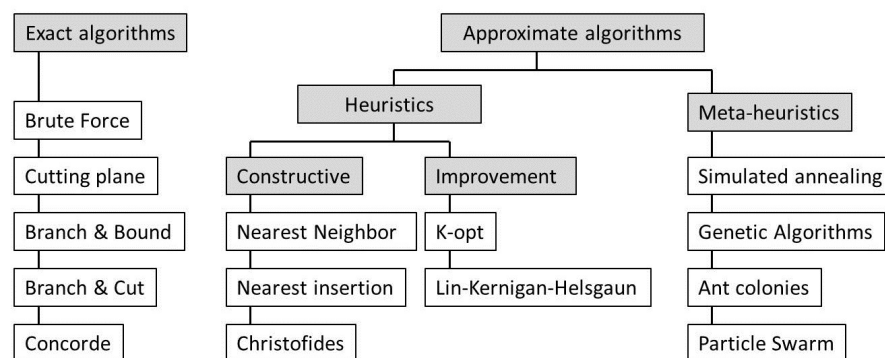 Exact algorithms
Brute Force
Cutting plane
Branch & Bound
Branch & Cut
Concorde
Approximate algorithms
Heuristics
Constructive
Nearest Neighbor
Nearest insertion
Christofides
Improvement
K-opt
Lin-Kernigan-Helsgaun
Meta-heuristics
Simulated annealing
Genetic Algorithms
Ant colonies
Particle Swarm